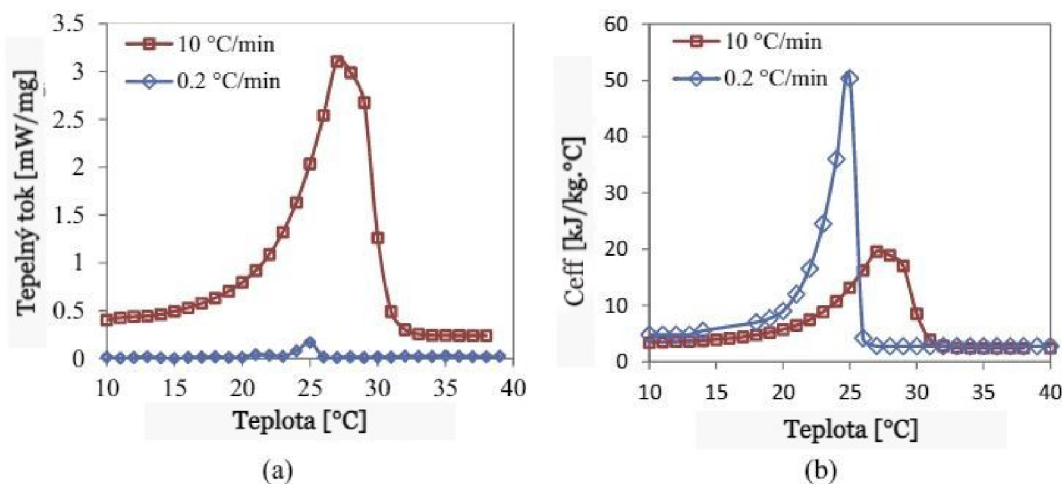 3.5
3
2.5
2
1.5
1
0.5
0
10 15 20 25 30 35 40
Tepelný tok [mW/mg]
10 °C/min
0.2 °C/min
Teplota [°C]
(a)
60
50
40
30
20
10
0
10 15 20 25 30 35 40
Ceff [kJ/kg.°C]
10 °C/min
0.2 °C/min
Teplota [°C]
(b)